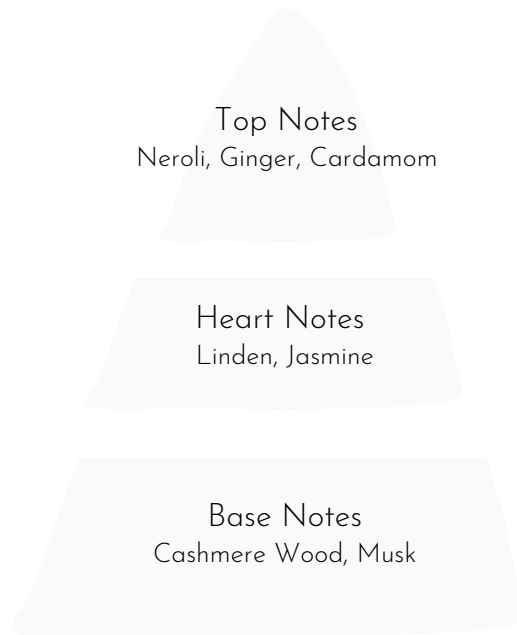 Top Notes
Neroli, Ginger, Cardamom
Heart Notes
Linden, Jasmine
Base Notes
Cashmere Wood, Musk